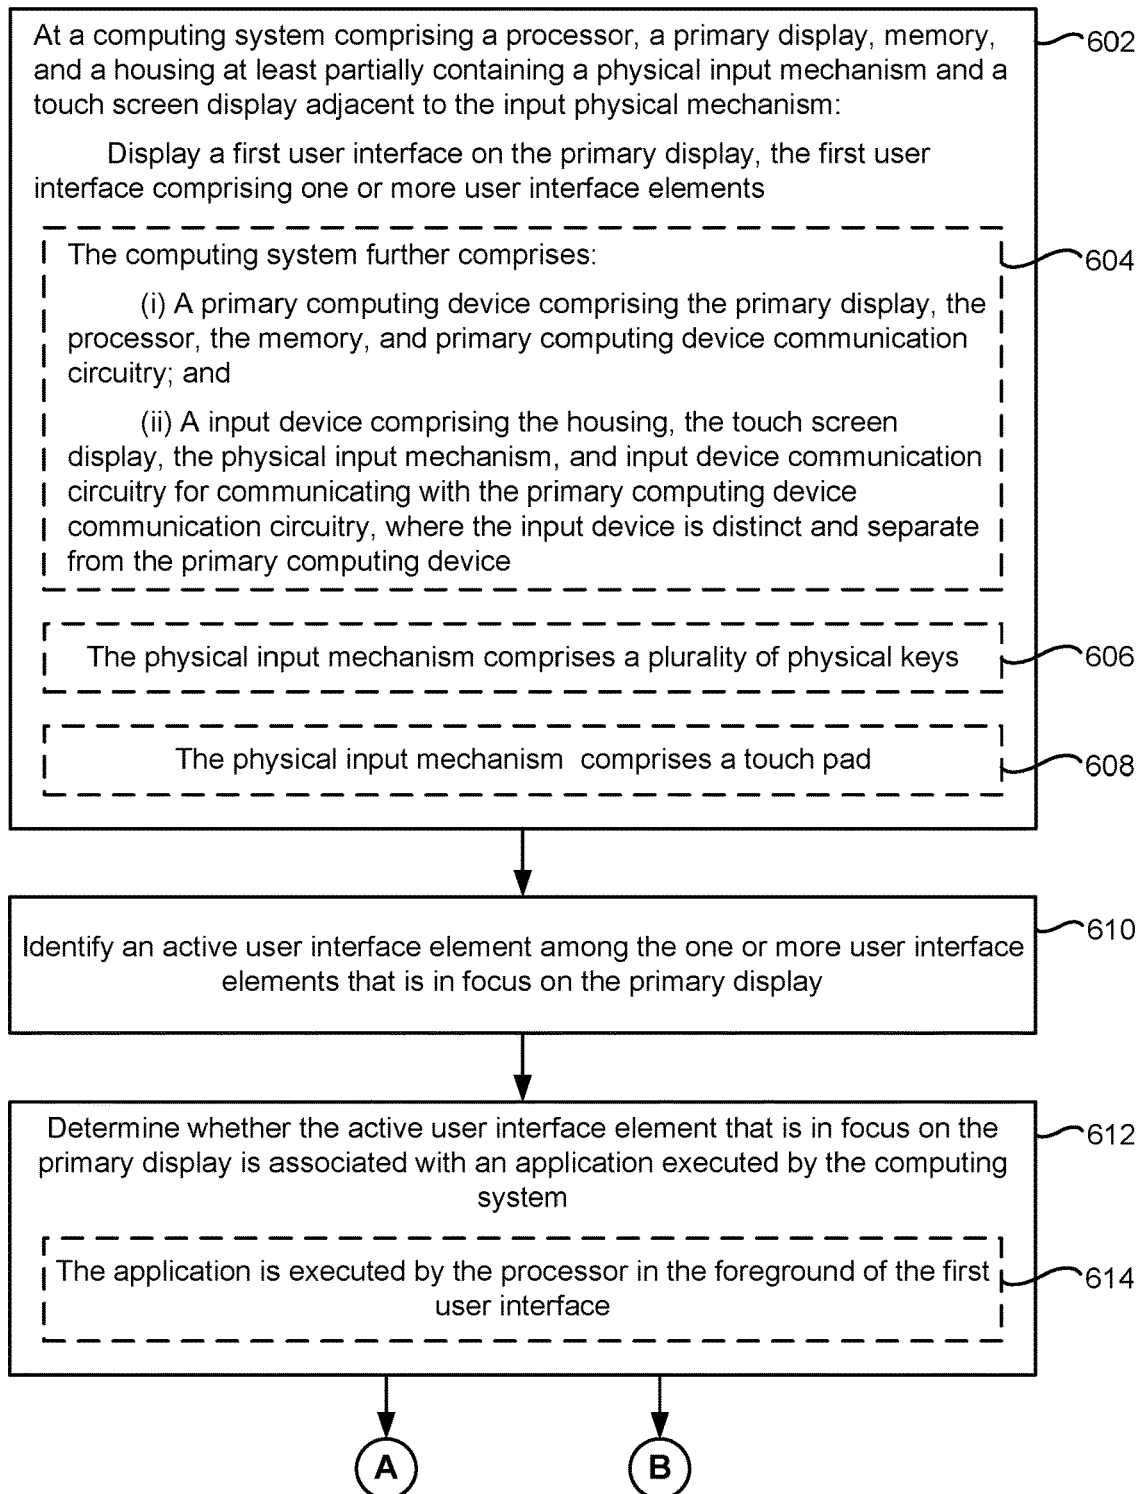 At a computing system comprising a processor, a primary display, memory,
and a housing at least partially containing a physical input mechanism and a
touch screen display adjacent to the input physical mechanism:
Display a first user interface on the primary display, the first user
interface comprising one or more user interface elements
602
The computing system further comprises:
(i) A primary computing device comprising the primary display, the
processor, the memory, and primary computing device communication
circuitry; and
(ii) A input device comprising the housing, the touch screen
display, the physical input mechanism, and input device communication
circuitry for communicating with the primary computing device
communication circuitry, where the input device is distinct and separate
from the primary computing device
604
The physical input mechanism comprises a plurality of physical keys
606
The physical input mechanism comprises a touch pad
608
Identify an active user interface element among the one or more user interface
elements that is in focus on the primary display
610
Determine whether the active user interface element that is in focus on the
primary display is associated with an application executed by the computing
system
612
The application is executed by the processor in the foreground of the first
user interface
614
A
B